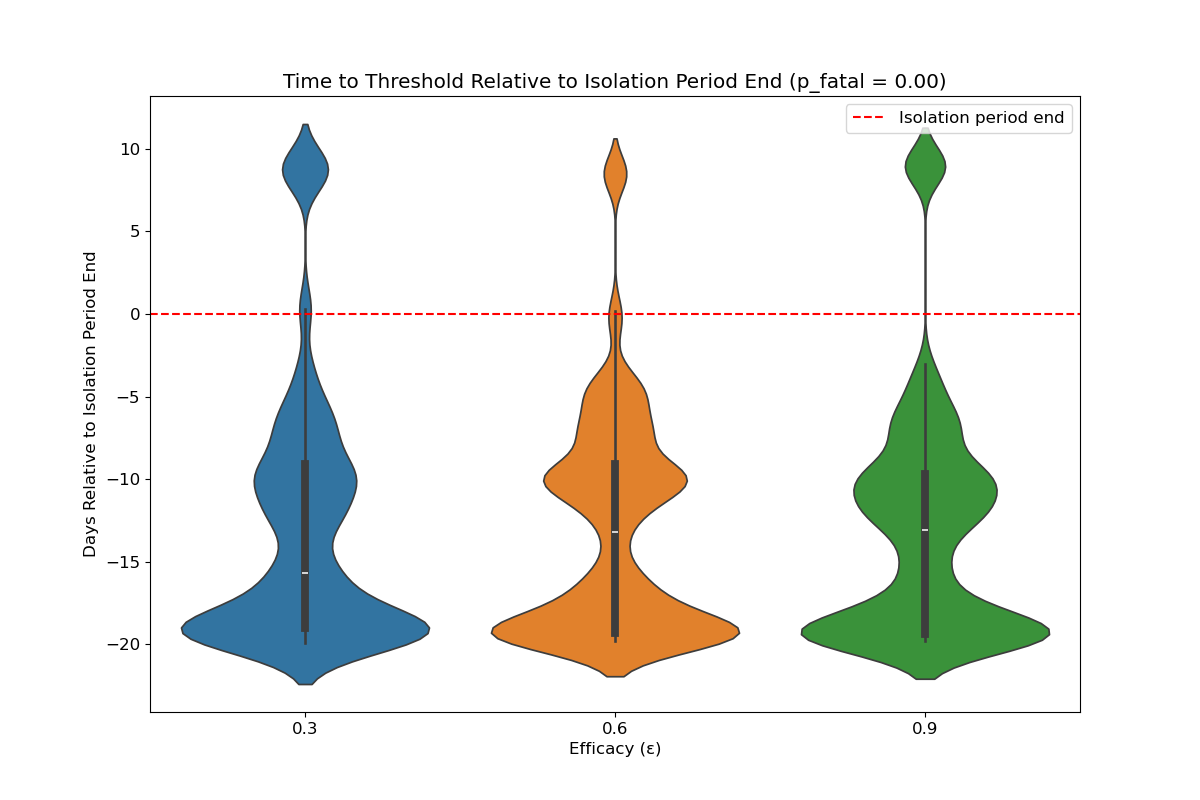 Time to Threshold Relative to Isolation Period End (p_fatal = 0.00)
Isolation period end
Days Relative to Isolation Period End
10
5
0
−5
−10
−15
−20
0.3
0.6
0.9
Efficacy (ε)